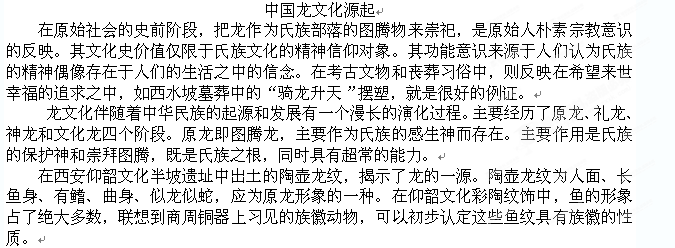 中国龙文化源起
在原始社会的史前阶段，把龙作为氏族部落的图腾物来崇祀，是原始人朴素宗教意识
的反映。其文化史价值仅限于氏族文化的精神信仰对象。其功能意识来源于人们认为氏族
的精神偶像存在于人们的生活之中的信念。在考古文物和丧葬习俗中，则反映在希望来世
幸福的追求之中，如西水坡墓葬中的“骑龙升天”摆塑，就是很好的例证。
龙文化伴随着中华民族的起源和发展有一个漫长的演化过程。主要经历了原龙、礼龙、
神龙和文化龙四个阶段。原龙即图腾龙，主要作为氏族的感生神而存在。主要作用是氏族
的保护神和崇拜图腾，既是氏族之根，同时具有超常的能力。
在西安仰韶文化半坡遗址中出土的陶壶龙纹，揭示了龙的一源。陶壶龙纹为人面、长
鱼身、有鳍、曲身、似龙似蛇，应为原龙形象的一种。在仰韶文化彩陶纹饰中，鱼的形象
占了绝大多数，联想到商周铜器上习见的族徽动物，可以初步认定这些鱼纹具有族徽的性
质。